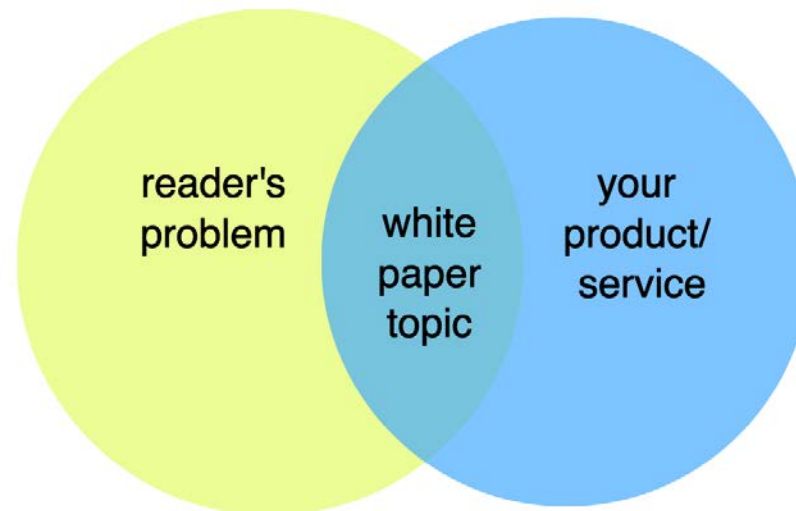 reader's
problem
white
paper
topic
your
product/
service